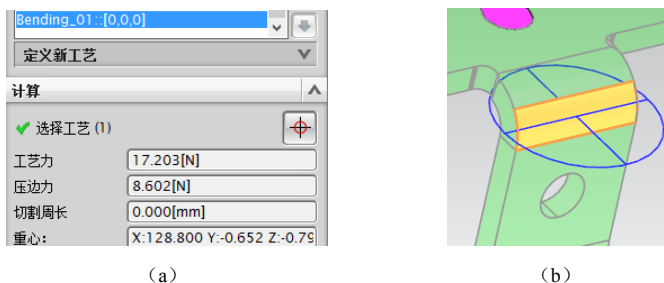 Bending_01::[0,0,0]
定义新工艺
计算
选择工艺 (1)
工艺力 17.203[N]
压边力 8.602[N]
切割周长 0.000[mm]
重心: X:128.800 Y:-0.652 Z:-0.79
(a) (b)